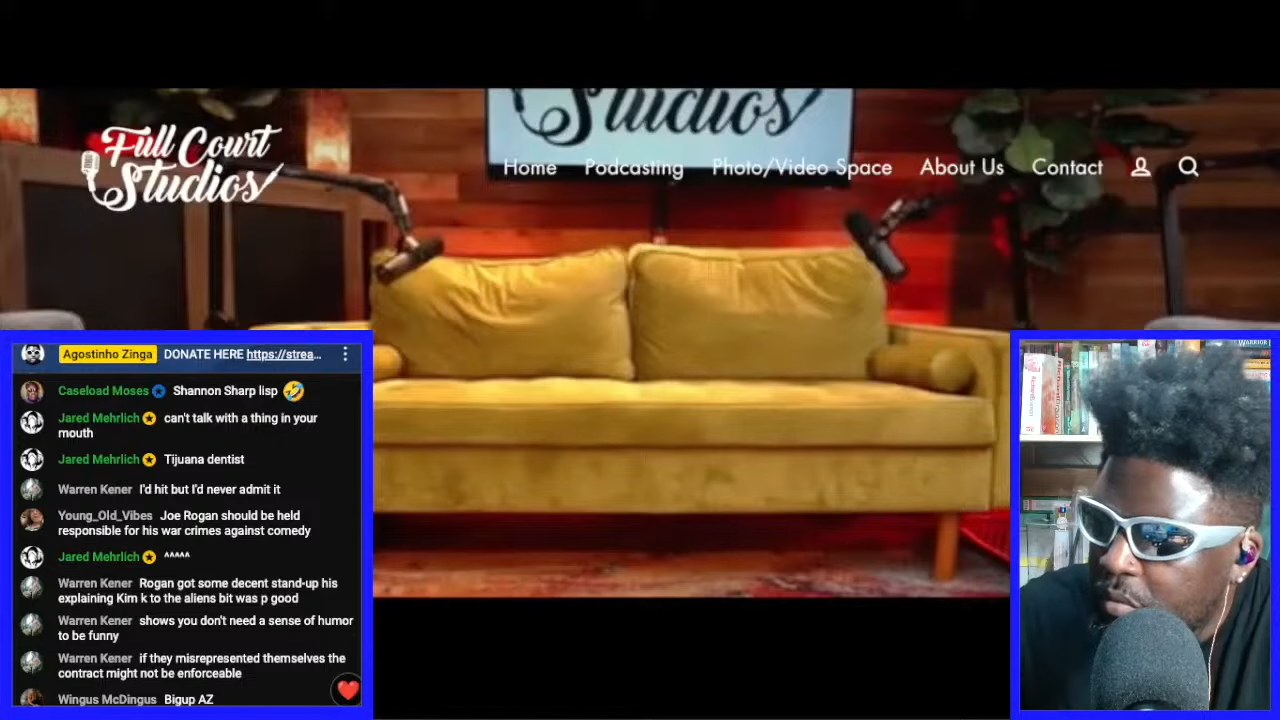 Studios
Full Court
Studios
Home Podcasting Photo/Video Space About Us Contact
Agostinho Zinga DONATE HERE https://strea...
Caseload Moses Shannon Sharp lisp 🤣
Jared Mehrlich can't talk with a thing in your
mouth
Jared Mehrlich Tijuana dentist
Warren Kener I'd hit but I'd never admit it
Young_Old_Vibes Joe Rogan should be held
responsible for his war crimes against comedy
Jared Mehrlich ^^^^^
Warren Kener Rogan got some decent stand-up his
explaining Kim k to the aliens bit was p good
Warren Kener shows you don't need a sense of humor
to be funny
Warren Kener if they misrepresented themselves the
contract might not be enforceable
Wingus McDingus Bigup AZ